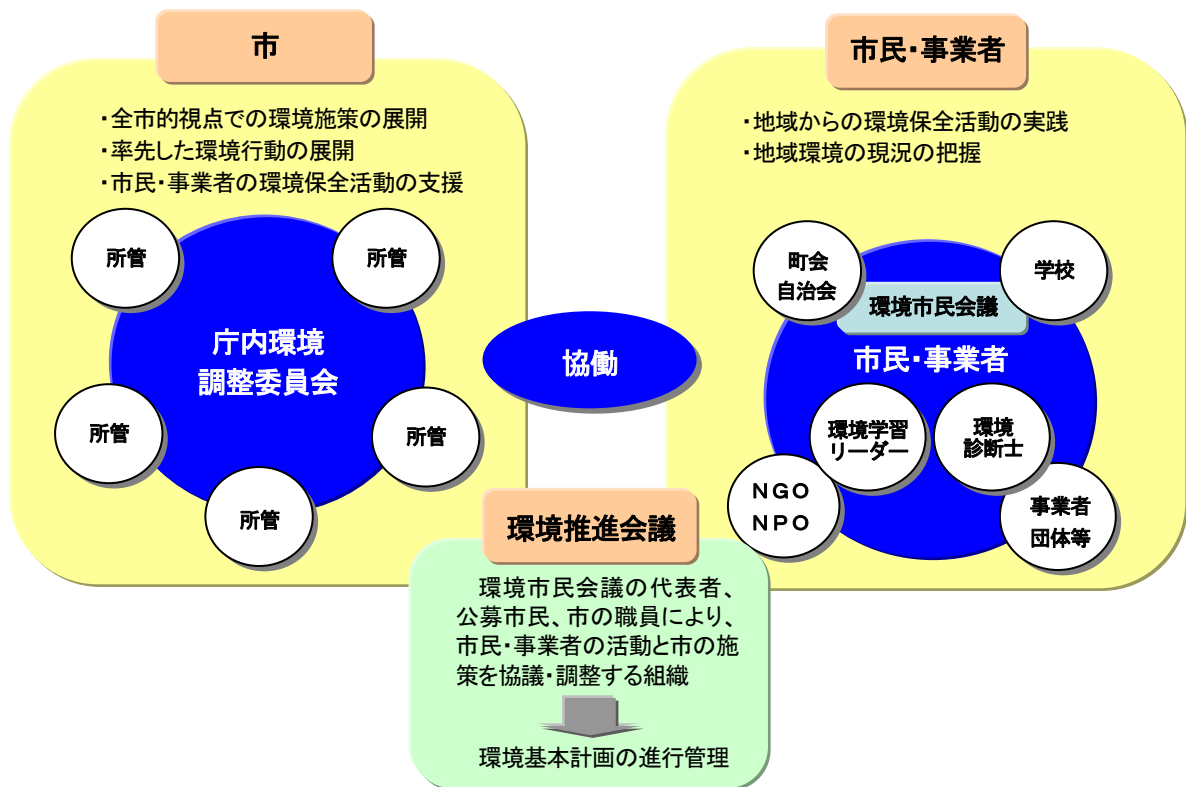 市
・全市的視点での環境施策の展開
・率先した環境行動の展開
・市民・事業者の環境保全活動の支援
所管
所管
庁内環境
調整委員会
所管
所管
所管
協働
市民・事業者
・地域からの環境保全活動の実践
・地域環境の現況の把握
町会
自治会
学校
環境市民会議
市民・事業者
環境学習
リーダー
環境
診断士
ＮＧＯ
ＮＰＯ
事業者
団体等
環境推進会議
環境市民会議の代表者、
公募市民、市の職員により、
市民・事業者の活動と市の施
策を協議・調整する組織
環境基本計画の進行管理